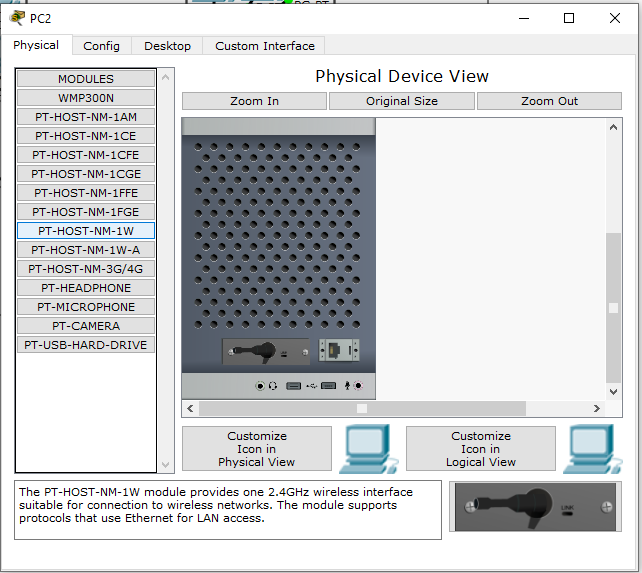 PC-PT
PC2
Physical
Config
Desktop
Custom Interface
MODULES
WMP300N
PT-HOST-NM-1AM
PT-HOST-NM-1CE
PT-HOST-NM-1CFE
PT-HOST-NM-1CGE
PT-HOST-NM-1FFE
PT-HOST-NM-1FGE
PT-HOST-NM-1W
PT-HOST-NM-1W-A
PT-HOST-NM-3G/4G
PT-HEADPHONE
PT-MICROPHONE
PT-CAMERA
PT-USB-HARD-DRIVE
Physical Device View
Zoom In
Original Size
Zoom Out
Customize
Icon in
Physical View
Customize
Icon in
Logical View
The PT-HOST-NM-1W module provides one 2.4GHz wireless interface
suitable for connection to wireless networks. The module supports
protocols that use Ethernet for LAN access.
LINK